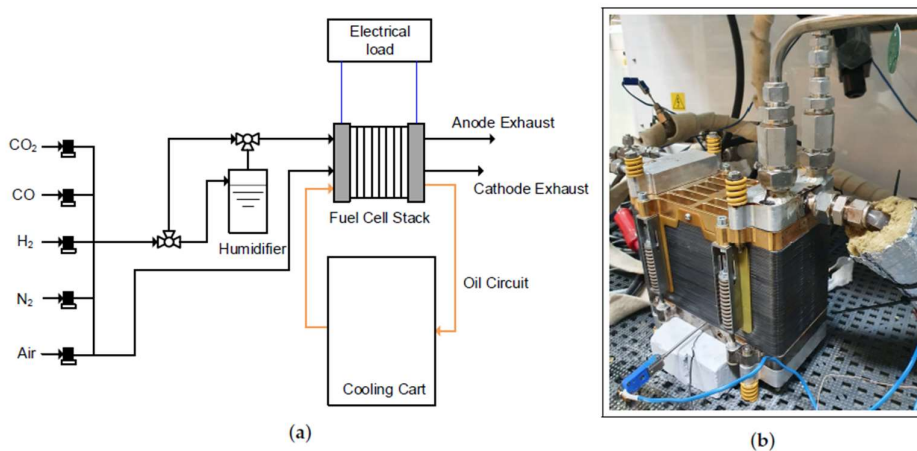 Electrical
load
Anode Exhaust
CO₂
CO
Cathode Exhaust
H₂
Humidifier
Fuel Cell Stack
N₂
Oil Circuit
Air
Cooling Cart
(a)
(b)